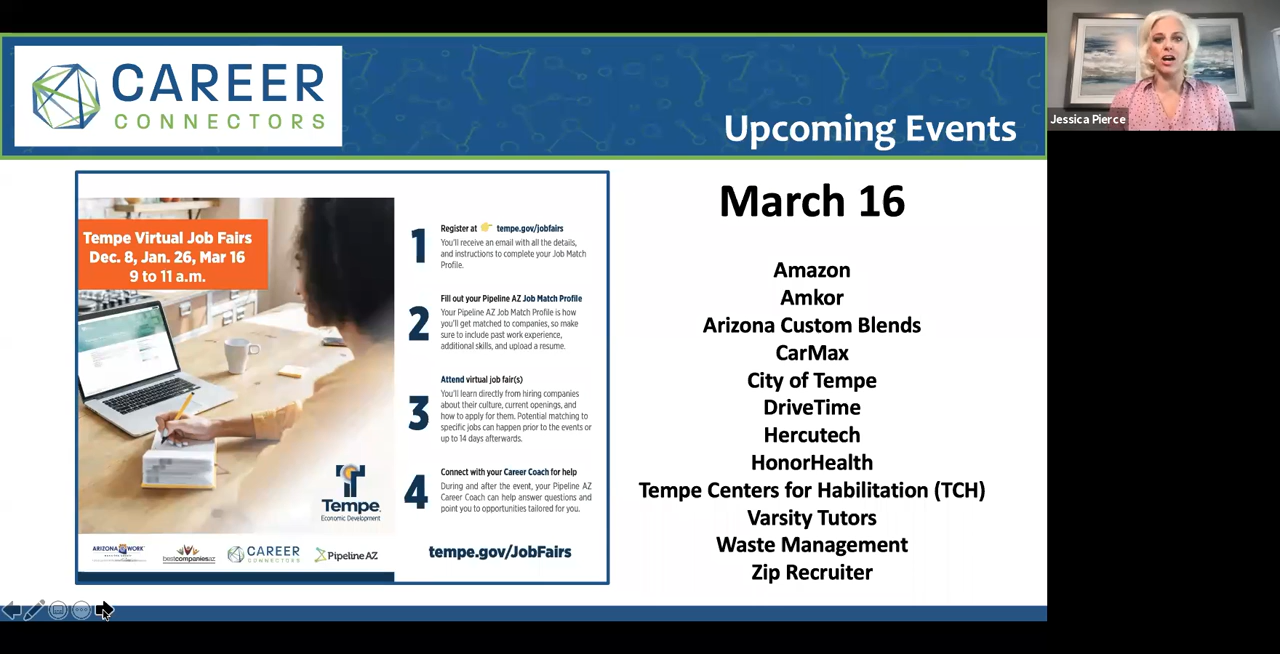 CAREER
CONNECTORS
Upcoming Events
Jessica Pierce
Tempe Virtual Job Fairs
Dec. 8, Jan. 26, Mar 16
9 to 11 a.m.
1
Register at 👉 tempe.gov/jobfairs
You'll receive an email with all the details,
and instructions to complete your Job Match
Profile.
2
Fill out your Pipeline AZ Job Match Profile
Your Pipeline AZ Job Match Profile is how
you'll get matched to companies, so make
sure to include past work experience,
additional skills, and upload a resume.
3
Attend virtual job fair(s)
You'll learn directly from hiring companies
about their culture, current openings, and
how to apply for them. Potential matching to
specific jobs can happen prior to the events or
up to 14 days afterwards.
4
Connect with your Career Coach for help
During and after the event, your Pipeline AZ
Career Coach can help answer questions and
point you to opportunities tailored for you.
Tempe
Economic Development
ARIZONA WORK
bestcompaniesaz
CAREER
CONNECTORS
Pipeline AZ
tempe.gov/JobFairs
March 16
Amazon
Amkor
Arizona Custom Blends
CarMax
City of Tempe
DriveTime
Hercutech
HonorHealth
Tempe Centers for Habilitation (TCH)
Varsity Tutors
Waste Management
Zip Recruiter